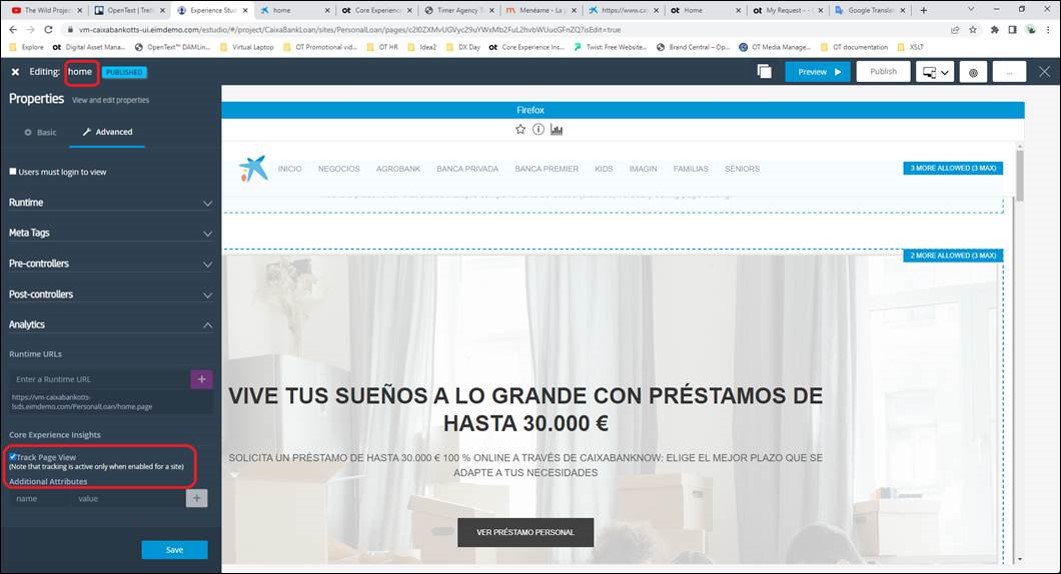 The Wild Projec
OpenText | Traili
Experience Stud
home
Core Experience
Timer Agency T
Menéame - La p
https://www.cai
Home
My Request -
Google Translat
vm-caixabankotts-ui.eimdemo.com/estudio/#/project/CaixaBankLoan/sites/PersonalLoan/pages/c2l0ZXMvUGVyc29uYWxMb2FuL2hvbWUucGFnZQ?isEdit=true
Explore
Digital Asset Mana...
OpenText™ DAMLin...
Virtual Laptop
OT Promotional vid...
OT HR
Idea2
DX Day
Core Experience Ins...
Twist: Free Website...
Brand Central – Op...
OT Media Manage...
OT documentation
XSLT
Editing: home PUBLISHED
Preview
Publish
...
Properties View and edit properties
Basic
Advanced
Users must login to view
Runtime
Meta Tags
Pre-controllers
Post-controllers
Analytics
Runtime URLs
Enter a Runtime URL
+
https://vm-caixabankotts-
lsds.eimdemo.com/PersonalLoan/home.page
Core Experience Insights
Track Page View
(Note that tracking is active only when enabled for a site)
Additional Attributes
name value +
Save
Firefox
INICIO NEGOCIOS AGROBANK BANCA PRIVADA BANCA PREMIER KIDS IMAGIN FAMILIAS SÉNIORS
3 MORE ALLOWED (3 MAX)
2 MORE ALLOWED (3 MAX)
VIVE TUS SUEÑOS A LO GRANDE CON PRÉSTAMOS DE
HASTA 30.000 €
SOLICITA UN PRÉSTAMO DE HASTA 30.000 € 100 % ONLINE A TRAVÉS DE CAIXABANKNOW: ELIGE EL MEJOR PLAZO QUE SE
ADAPTE A TUS NECESIDADES
VER PRÉSTAMO PERSONAL